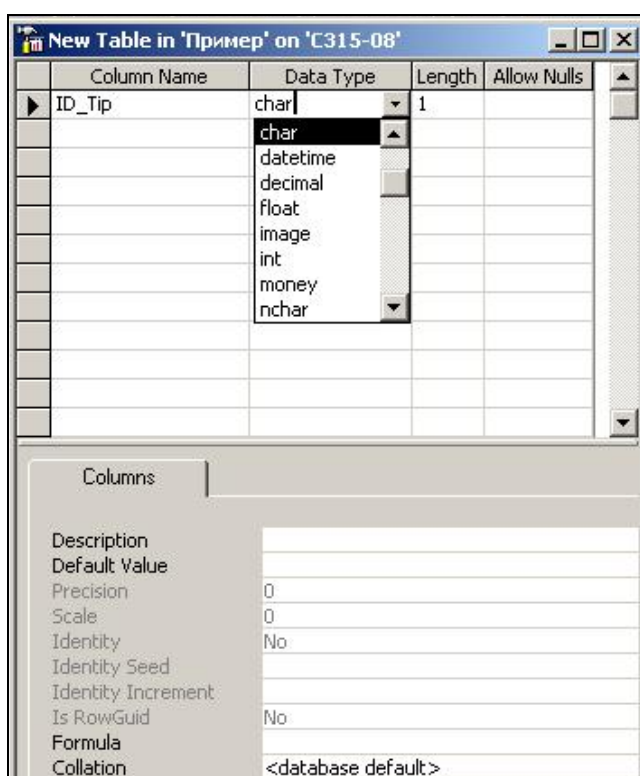 New Table in 'Пример' on 'C315-08'
Column Name Data Type Length Allow Nulls
ID_Tip char 1
char
datetime
decimal
float
image
int
money
nchar
Columns
Description
Default Value
Precision 0
Scale 0
Identity No
Identity Seed
Identity Increment
Is RowGuid No
Formula
Collation <database default>